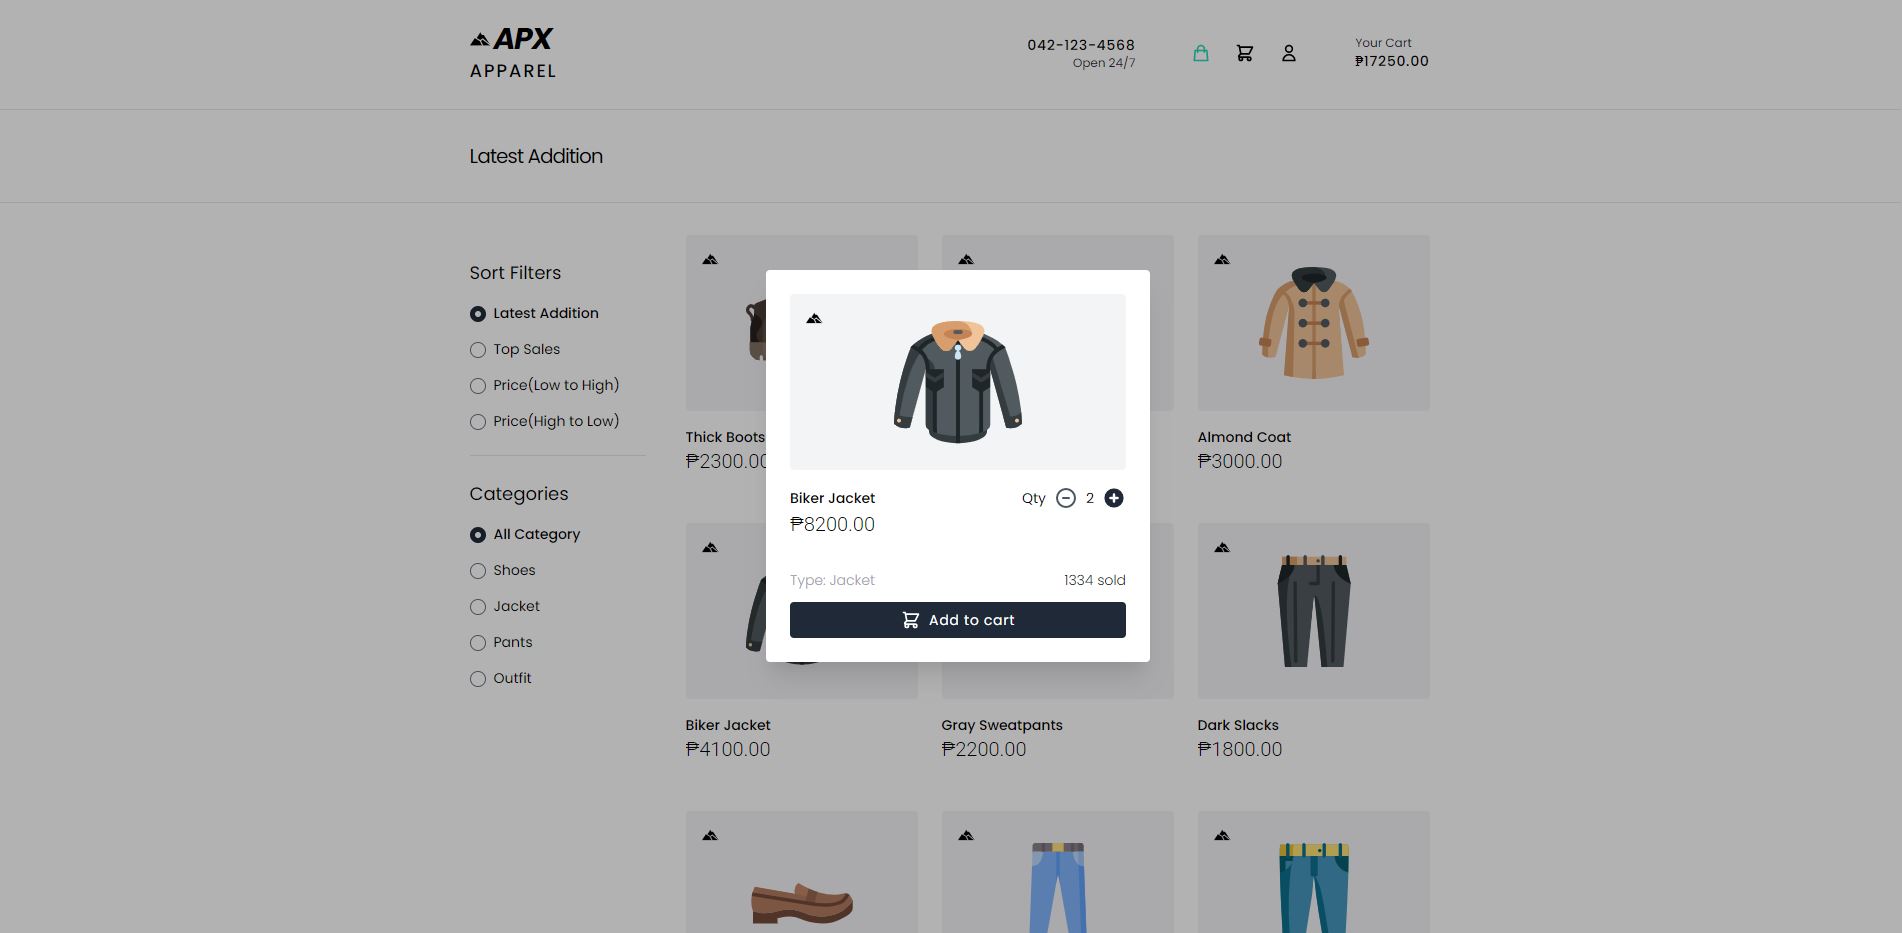 APX
APPAREL
042-123-4568
Open 24/7
Your Cart
₱17250.00
Latest Addition
Sort Filters
Latest Addition
Top Sales
Price(Low to High)
Price(High to Low)
Categories
All Category
Shoes
Jacket
Pants
Outfit
Thick Boots
₱2300.00
Almond Coat
₱3000.00
Biker Jacket
Qty 2
₱8200.00
Type: Jacket
1334 sold
Add to cart
Biker Jacket
₱4100.00
Gray Sweatpants
₱2200.00
Dark Slacks
₱1800.00